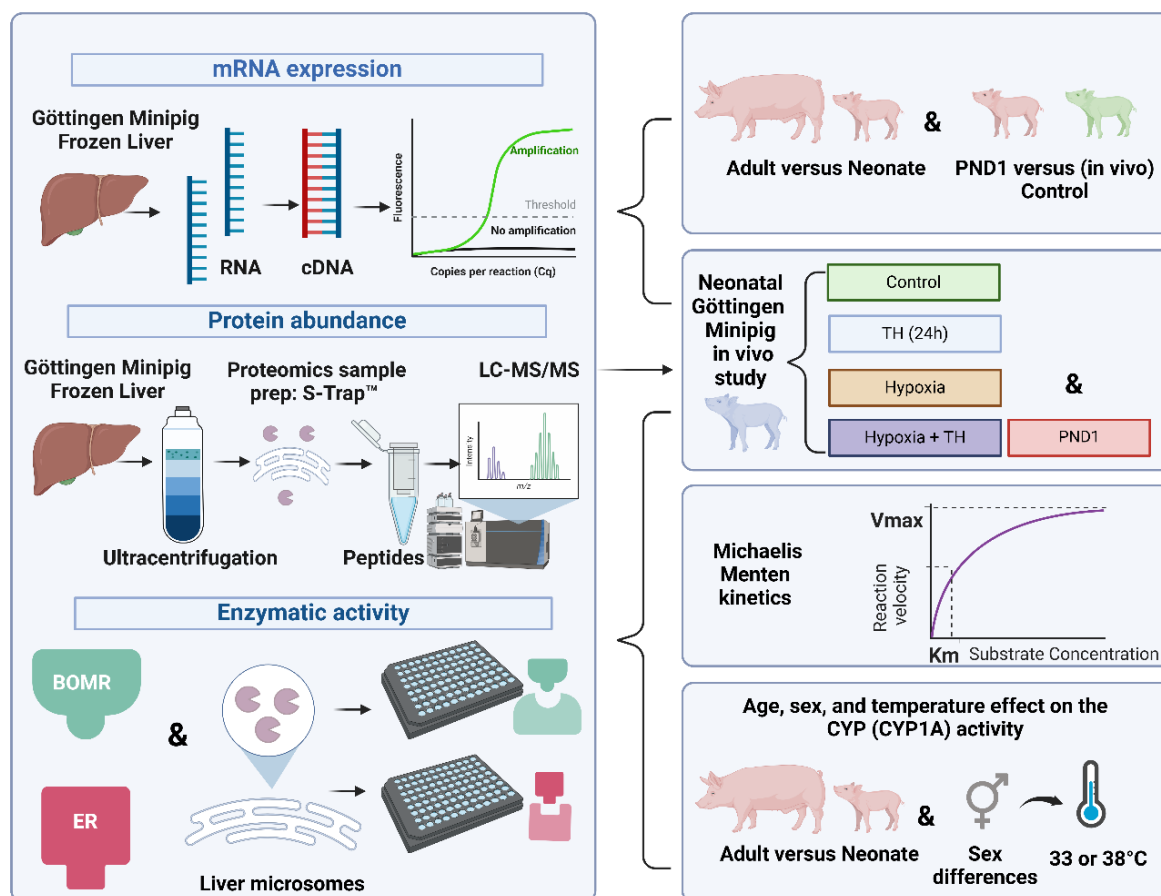 mRNA expression
Göttingen Minipig
Frozen Liver
RNA
cDNA
Fluorescence
Amplification
Threshold
No amplification
Copies per reaction (Cq)
Protein abundance
Göttingen Minipig
Frozen Liver
Proteomics sample
prep: S-Trap™
LC-MS/MS
Intensity
m/z
Ultracentrifugation
Peptides
Enzymatic activity
BOMR
&
ER
Liver microsomes
&
Adult versus Neonate
PND1 versus (in vivo)
Control
Neonatal
Göttingen
Minipig
in vivo
study
Control
TH (24h)
Hypoxia
&
Hypoxia + TH
PND1
Michaelis
Menten
kinetics
Vmax
Reaction
velocity
Km
Substrate Concentration
Age, sex, and temperature effect on the
CYP (CYP1A) activity
&
Adult versus Neonate
Sex
differences
33 or 38°C